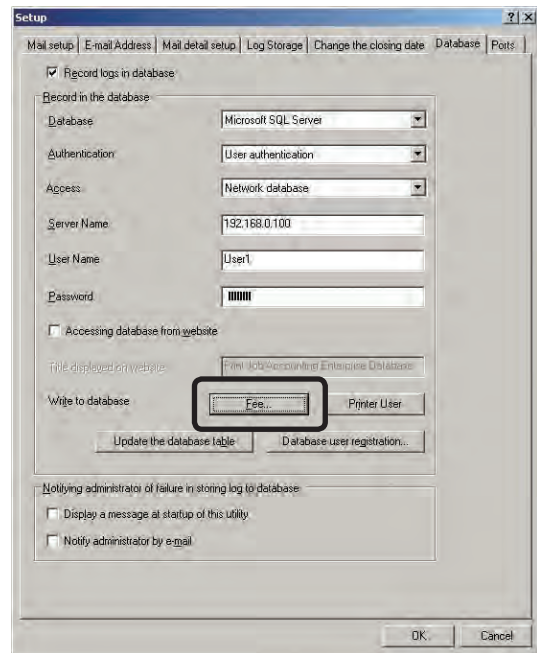 Setup
Mail setup E-mail Address Mail detail setup Log Storage Change the closing date Database Ports
Record logs in database
Record in the database
Database Microsoft SQL Server
Authentication User authentication
Access Network database
Server Name 192.168.0.100
User Name User1
Password
Accessing database from website
Title displayed on website Print Job Accounting Enterprise Database
Write to database Fee... Printer User
Update the database table Database user registration...
Notifying administrator of failure in storing log to database
Display a message at startup of this utility
Notify administrator by e-mail
OK Cancel